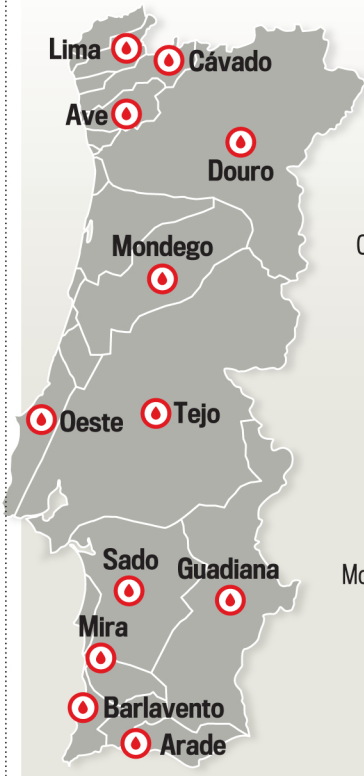 Lima
Cávado
Ave
Douro
Mondego
Oeste
Tejo
Sado
Guadiana
Mira
Barlavento
Arade